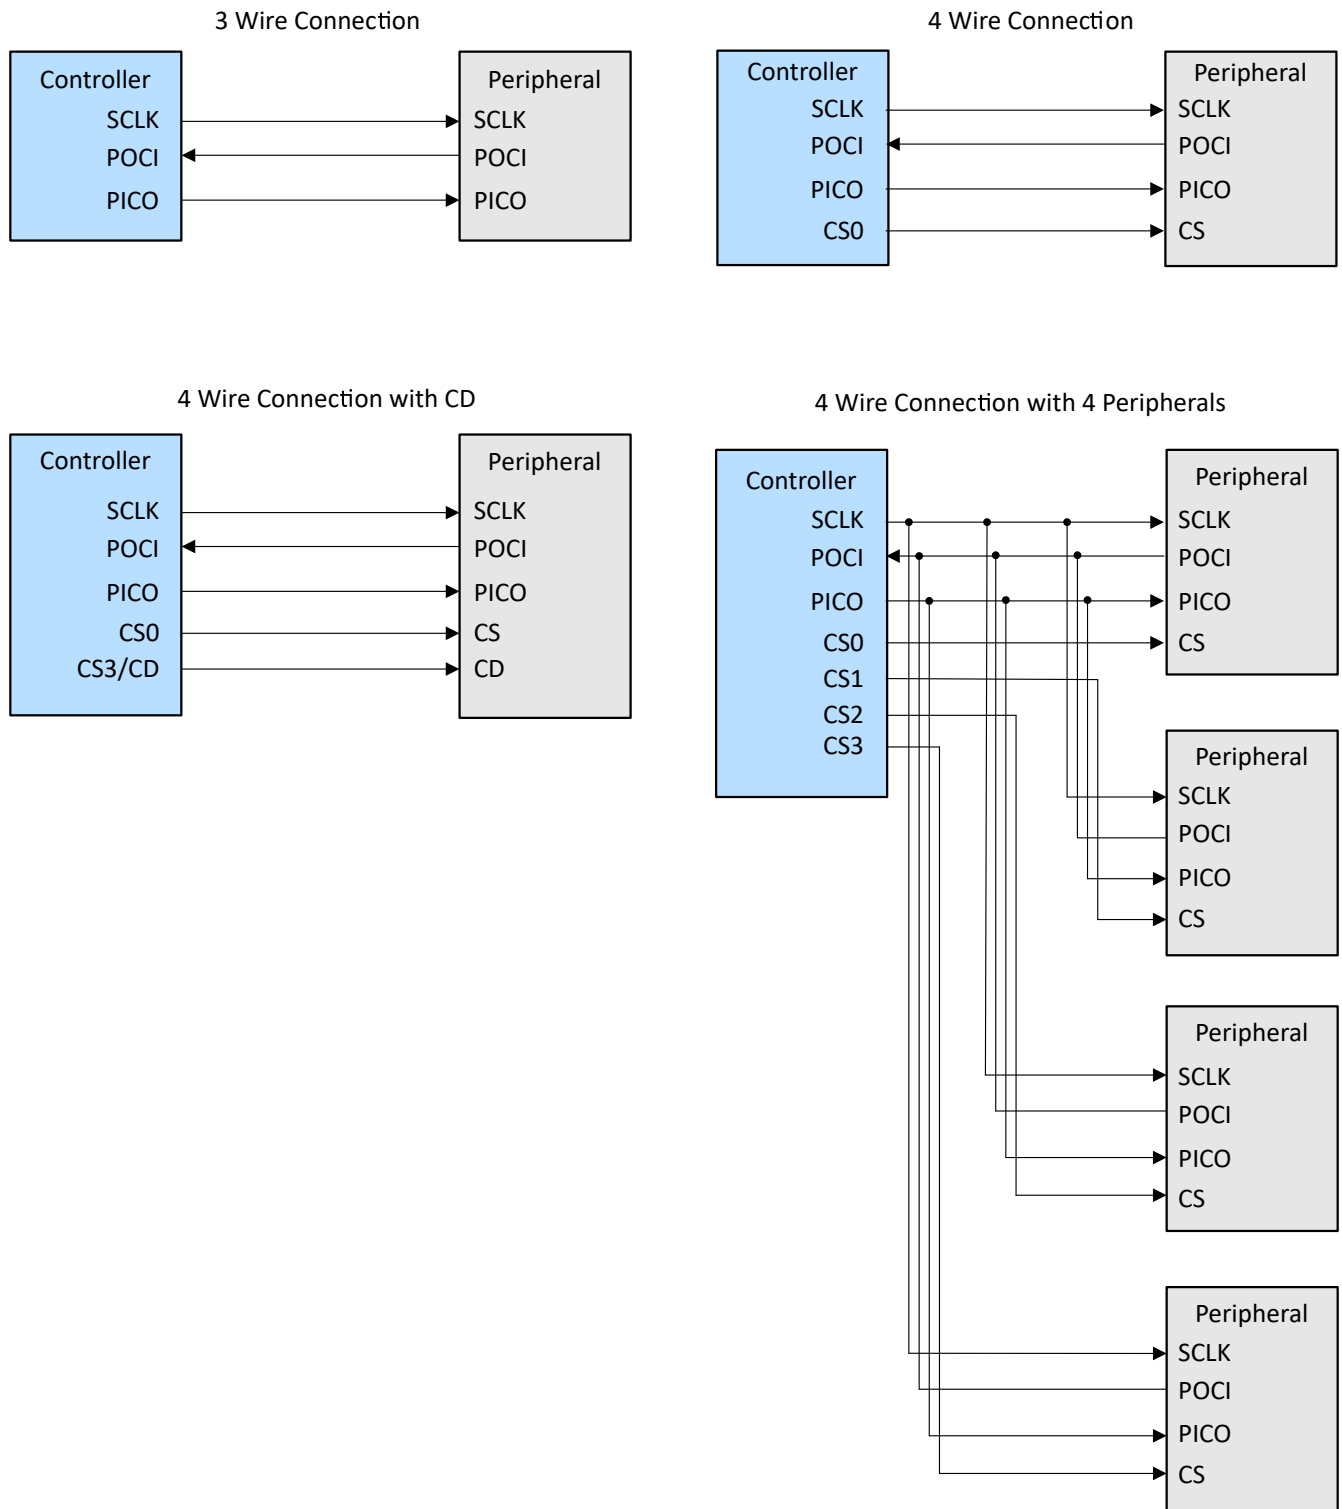 3 Wire Connection
Controller
SCLK
POCI
PICO
Peripheral
SCLK
POCI
PICO
4 Wire Connection
Controller
SCLK
POCI
PICO
CS0
Peripheral
SCLK
POCI
PICO
CS
4 Wire Connection with CD
Controller
SCLK
POCI
PICO
CS0
CS3/CD
Peripheral
SCLK
POCI
PICO
CS
CD
4 Wire Connection with 4 Peripherals
Controller
SCLK
POCI
PICO
CS0
CS1
CS2
CS3
Peripheral
SCLK
POCI
PICO
CS
Peripheral
SCLK
POCI
PICO
CS
Peripheral
SCLK
POCI
PICO
CS
Peripheral
SCLK
POCI
PICO
CS